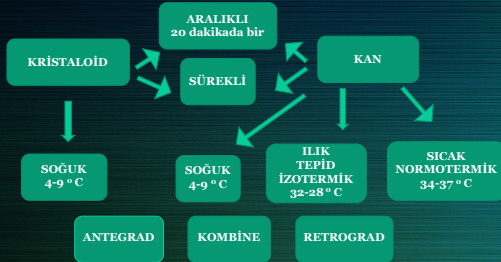 ARALIKLI
20 dakikada bir
KRİSTALOİD
KAN
SÜREKLİ
SOĞUK
4-9 º C
SOĞUK
4-9 º C
ILIK
TEPİD
İZOTERMİK
32-28 º C
SICAK
NORMOTERMİK
34-37 º C
ANTEGRAD
KOMBİNE
RETROGRAD